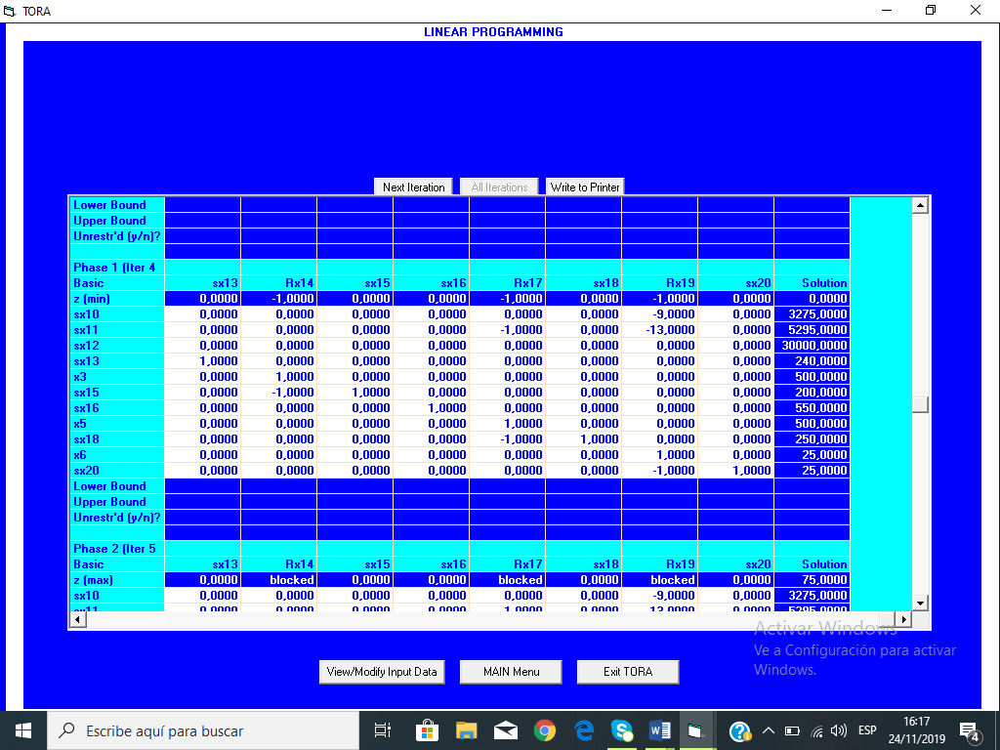 TORA
LINEAR PROGRAMMING
Next Iteration All Iterations Write to Printer
Lower Bound
Upper Bound
Unrestr'd (y/n)?
Phase 1 (Iter 4
Basic sx13 Rx14 sx15 sx16 Rx17 sx18 Rx19 sx20 Solution
z (min) 0,0000 -1,0000 0,0000 0,0000 -1,0000 0,0000 -1,0000 0,0000 0,0000
sx10 0,0000 0,0000 0,0000 0,0000 0,0000 0,0000 -9,0000 0,0000 3275,0000
sx11 0,0000 0,0000 0,0000 0,0000 -1,0000 0,0000 -13,0000 0,0000 5295,0000
sx12 0,0000 0,0000 0,0000 0,0000 0,0000 0,0000 0,0000 0,0000 30000,0000
sx13 1,0000 0,0000 0,0000 0,0000 0,0000 0,0000 0,0000 0,0000 240,0000
x3 0,0000 1,0000 0,0000 0,0000 0,0000 0,0000 0,0000 0,0000 500,0000
sx15 0,0000 -1,0000 1,0000 0,0000 0,0000 0,0000 0,0000 0,0000 200,0000
sx16 0,0000 0,0000 0,0000 1,0000 0,0000 0,0000 0,0000 0,0000 550,0000
x5 0,0000 0,0000 0,0000 0,0000 1,0000 0,0000 0,0000 0,0000 500,0000
sx18 0,0000 0,0000 0,0000 0,0000 -1,0000 1,0000 0,0000 0,0000 250,0000
x6 0,0000 0,0000 0,0000 0,0000 0,0000 0,0000 1,0000 0,0000 25,0000
sx20 0,0000 0,0000 0,0000 0,0000 0,0000 0,0000 -1,0000 1,0000 25,0000
Lower Bound
Upper Bound
Unrestr'd (y/n)?
Phase 2 (Iter 5
Basic sx13 Rx14 sx15 sx16 Rx17 sx18 Rx19 sx20 Solution
z (max) 0,0000 blocked 0,0000 0,0000 blocked 0,0000 blocked 0,0000 75,0000
sx10 0,0000 0,0000 0,0000 0,0000 0,0000 0,0000 -9,0000 0,0000 3275,0000
View/Modify Input Data MAIN Menu Exit TORA
Activar Windows
Ve a Configuración para activar
Windows.
Escribe aquí para buscar
ESP
16:17
24/11/2019
4